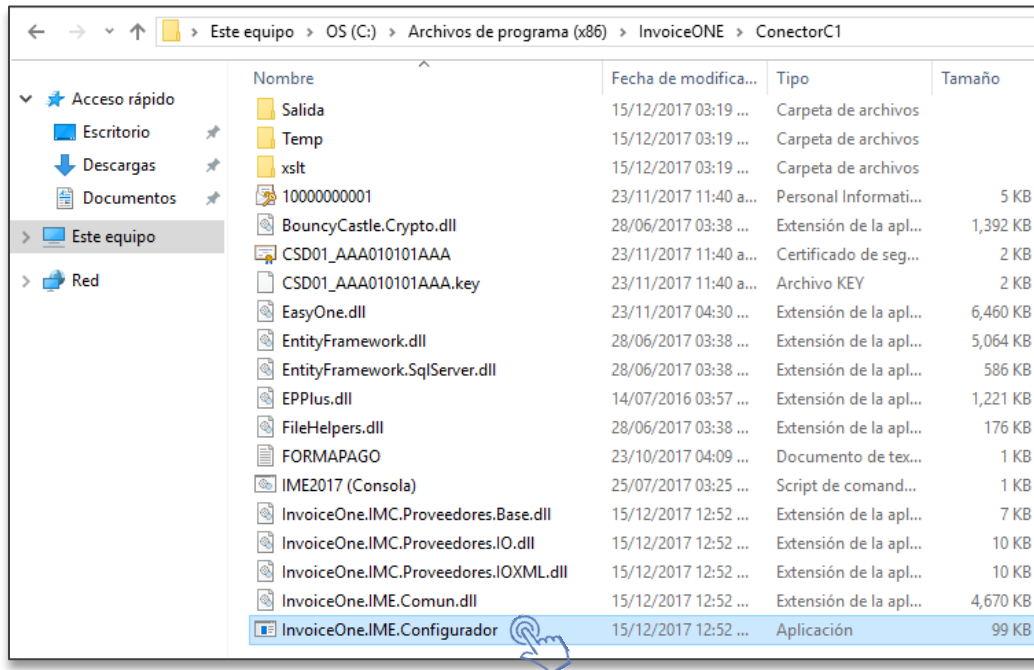 Este equipo > OS (C:) > Archivos de programa (x86) > InvoiceONE > ConectorC1
Nombre Fecha de modifica... Tipo Tamaño
Acceso rápido
Escritorio
Descargas
Documentos
Este equipo
Red
Salida 15/12/2017 03:19 ... Carpeta de archivos
Temp 15/12/2017 03:19 ... Carpeta de archivos
xslt 15/12/2017 03:19 ... Carpeta de archivos
10000000001 23/11/2017 11:40 a... Personal Informati... 5 KB
BouncyCastle.Crypto.dll 28/06/2017 03:38 ... Extensión de la apl... 1,392 KB
CSD01_AAA010101AAA 23/11/2017 11:40 a... Certificado de seg... 2 KB
CSD01_AAA010101AAA.key 23/11/2017 11:40 a... Archivo KEY 2 KB
EasyOne.dll 23/11/2017 04:30 ... Extensión de la apl... 6,460 KB
EntityFramework.dll 28/06/2017 03:38 ... Extensión de la apl... 5,064 KB
EntityFramework.SqlServer.dll 28/06/2017 03:38 ... Extensión de la apl... 586 KB
EPPlus.dll 14/07/2016 03:57 ... Extensión de la apl... 1,221 KB
FileHelpers.dll 28/06/2017 03:38 ... Extensión de la apl... 176 KB
FORMAPAGO 23/10/2017 04:09 ... Documento de tex... 1 KB
IME2017 (Consola) 25/07/2017 03:25 ... Script de comand... 1 KB
InvoiceOne.IMC.Proveedores.Base.dll 15/12/2017 12:52 ... Extensión de la apl... 7 KB
InvoiceOne.IMC.Proveedores.IO.dll 15/12/2017 12:52 ... Extensión de la apl... 10 KB
InvoiceOne.IMC.Proveedores.IOXML.dll 15/12/2017 12:52 ... Extensión de la apl... 10 KB
InvoiceOne.IME.Comun.dll 15/12/2017 12:52 ... Extensión de la apl... 4,670 KB
InvoiceOne.IME.Configurador 15/12/2017 12:52 ... Aplicación 99 KB